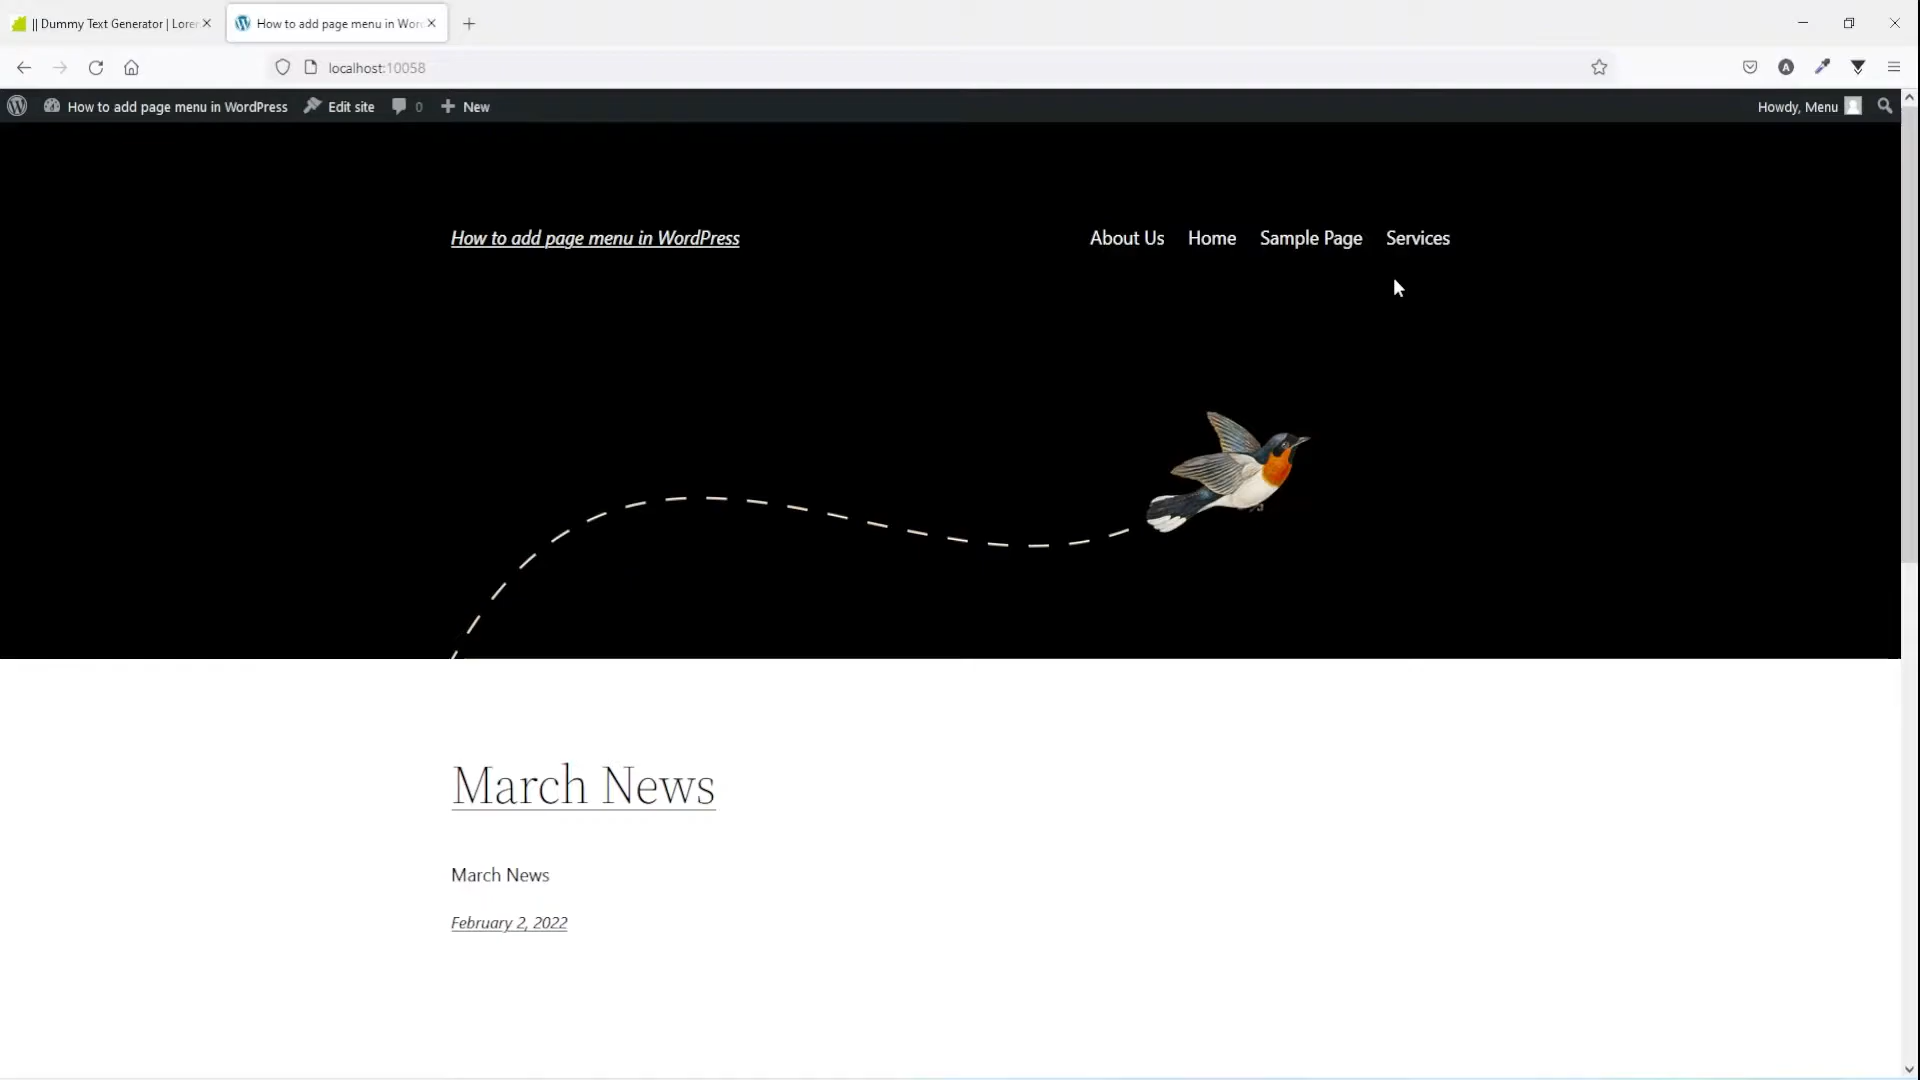 || Dummy Text Generator | Lorer
How to add page menu in Wor
localhost:10058
A
How to add page menu in WordPress
Edit site
0
New
Howdy, Menu
How to add page menu in WordPress
About Us
Home
Sample Page
Services
March News
March News
February 2, 2022